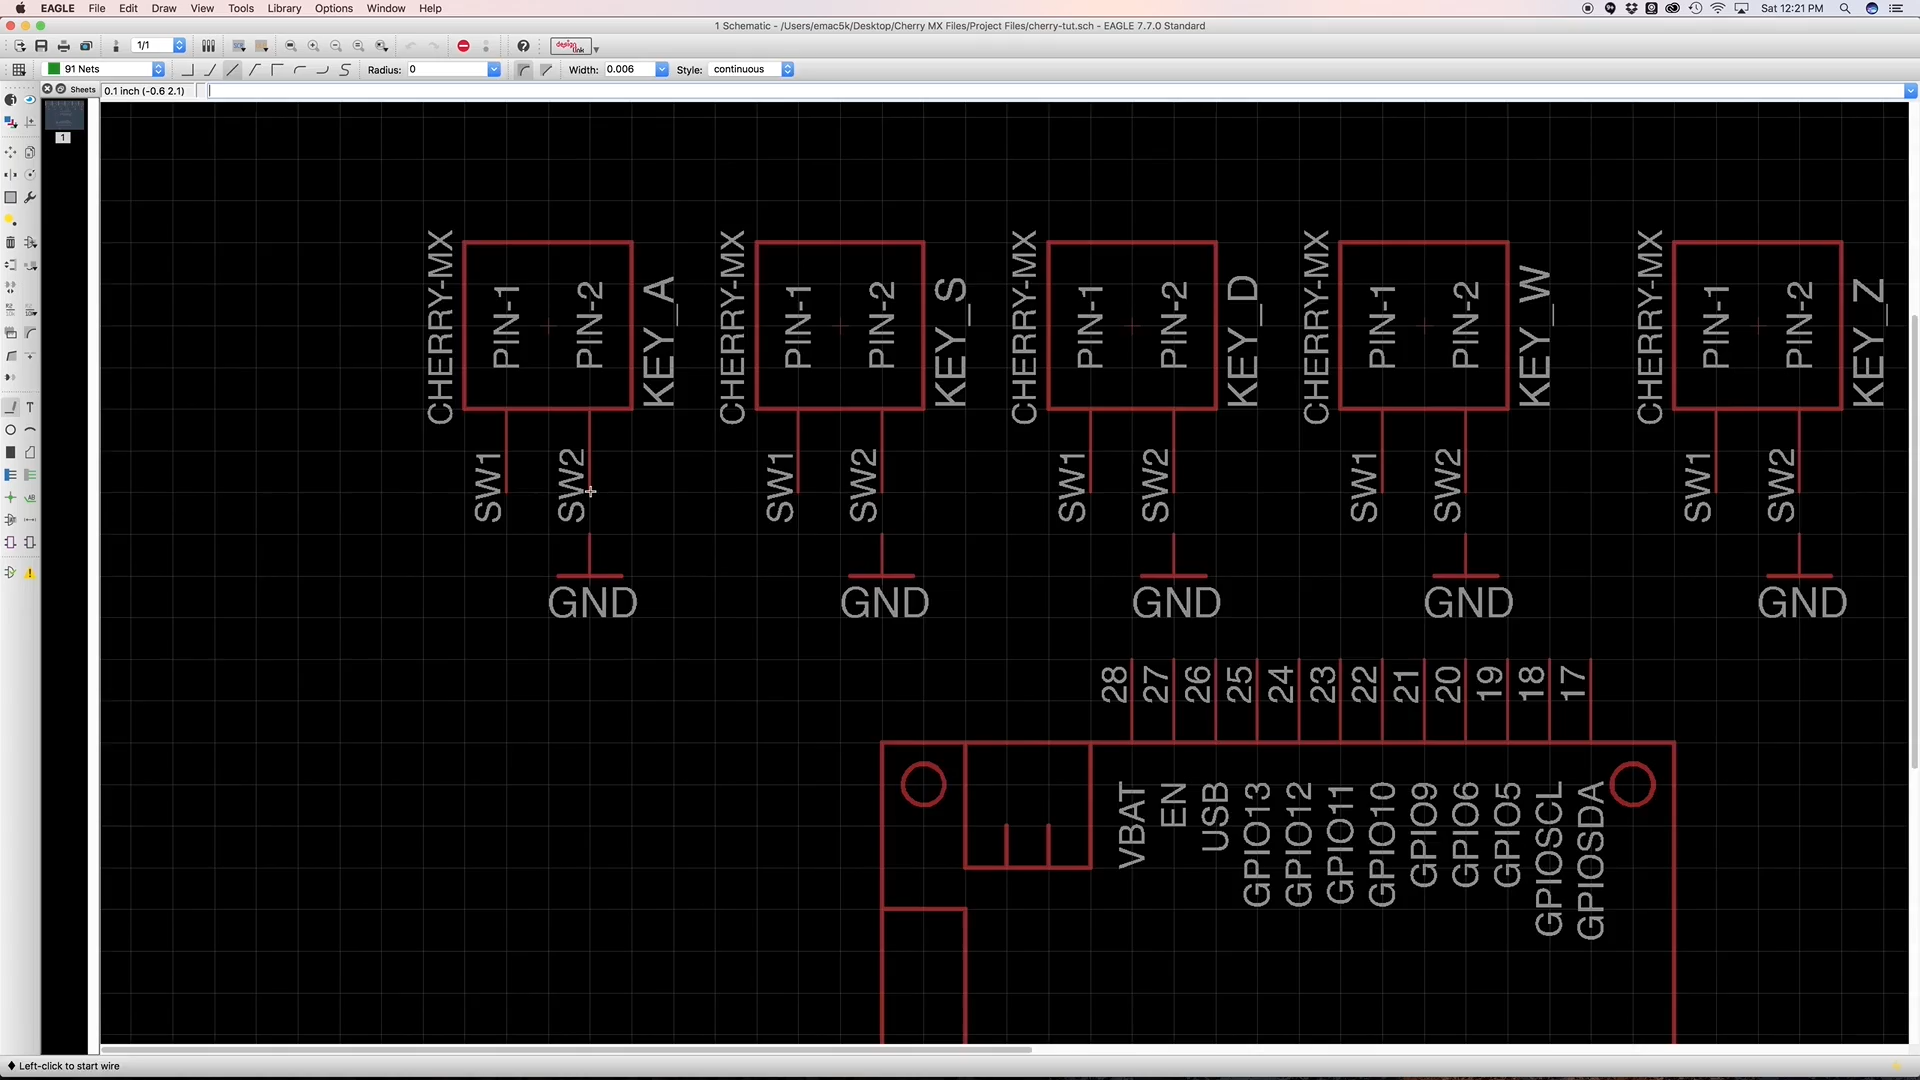 EAGLE File Edit Draw View Tools Library Options Window Help
Sat 12:21 PM
1 Schematic - /Users/emac5k/Desktop/Cherry MX Files/Project Files/cherry-tut.sch - EAGLE 7.7.0 Standard
1/1
design link
91 Nets
Radius: 0
Width: 0.006
Style: continuous
Sheets
0.1 inch (-0.6 2.1)
1
CHERRY-MX PIN-1 PIN-2 KEY_A
CHERRY-MX PIN-1 PIN-2 KEY_S
CHERRY-MX PIN-1 PIN-2 KEY_D
CHERRY-MX PIN-1 PIN-2 KEY_W
CHERRY-MX PIN-1 PIN-2 KEY_Z
SW1 SW2 SW1 SW2 SW1 SW2 SW1 SW2 SW1 SW2
GND GND GND GND GND
28 27 26 25 24 23 22 21 20 19 18 17
VBAT EN USB GPIO13 GPIO12 GPIO11 GPIO10 GPIO9 GPIO6 GPIO5 GPIOSCL GPIOSDA
Left-click to start wire